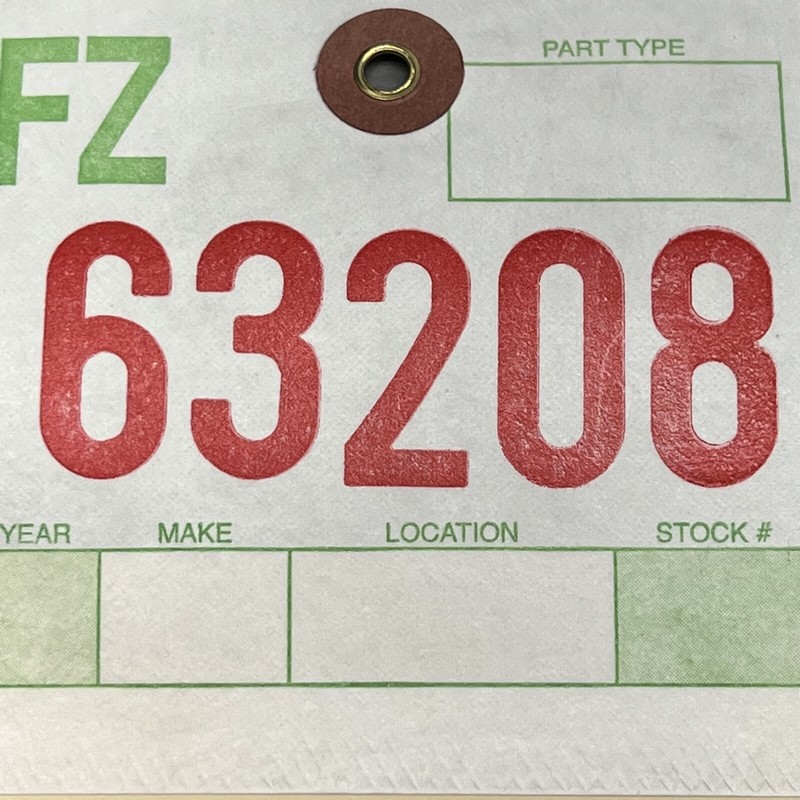 FZ
PART TYPE
63208
YEAR MAKE LOCATION STOCK #